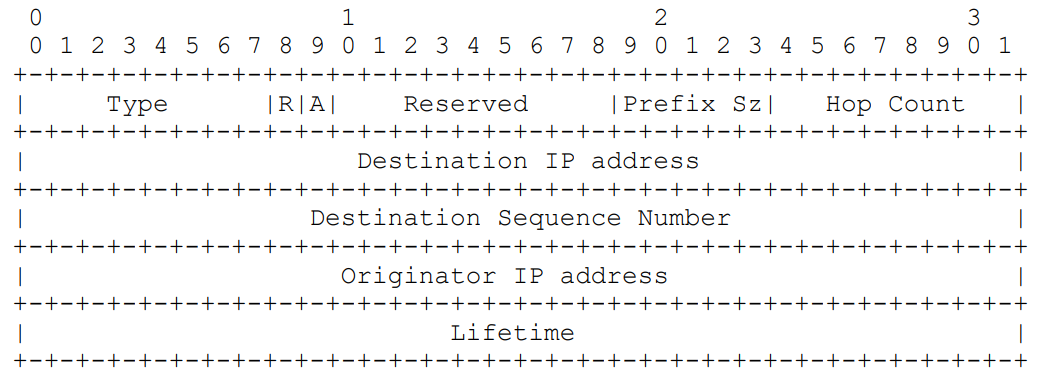 0                   1                   2                   3
0 1 2 3 4 5 6 7 8 9 0 1 2 3 4 5 6 7 8 9 0 1 2 3 4 5 6 7 8 9 0 1
+-+-+-+-+-+-+-+-+-+-+-+-+-+-+-+-+-+-+-+-+-+-+-+-+-+-+-+-+-+-+-+-+
|     Type      |R|A|    Reserved     |Prefix Sz|   Hop Count   |
+-+-+-+-+-+-+-+-+-+-+-+-+-+-+-+-+-+-+-+-+-+-+-+-+-+-+-+-+-+-+-+-+
|                     Destination IP address                    |
+-+-+-+-+-+-+-+-+-+-+-+-+-+-+-+-+-+-+-+-+-+-+-+-+-+-+-+-+-+-+-+-+
|                  Destination Sequence Number                  |
+-+-+-+-+-+-+-+-+-+-+-+-+-+-+-+-+-+-+-+-+-+-+-+-+-+-+-+-+-+-+-+-+
|                    Originator IP address                      |
+-+-+-+-+-+-+-+-+-+-+-+-+-+-+-+-+-+-+-+-+-+-+-+-+-+-+-+-+-+-+-+-+
|                           Lifetime                            |
+-+-+-+-+-+-+-+-+-+-+-+-+-+-+-+-+-+-+-+-+-+-+-+-+-+-+-+-+-+-+-+-+